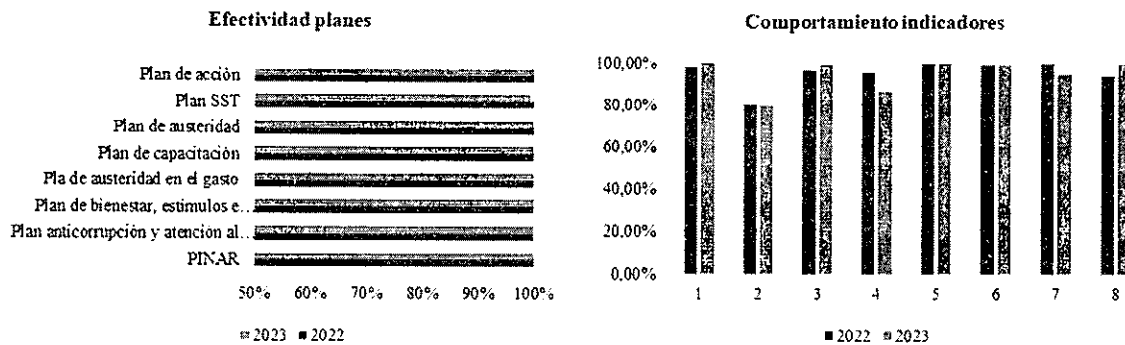 Efectividad planes
Plan de acción
Plan SST
Plan de austeridad
Plan de capacitación
Pla de austeridad en el gasto
Plan de bienestar, estimulos e...
Plan anticorrupción y atención al...
PINAR
50% 60% 70% 80% 90% 100%
2023 2022
Comportamiento indicadores
100,00%
80,00%
60,00%
40,00%
20,00%
0,00%
1 2 3 4 5 6 7 8
2022 2023